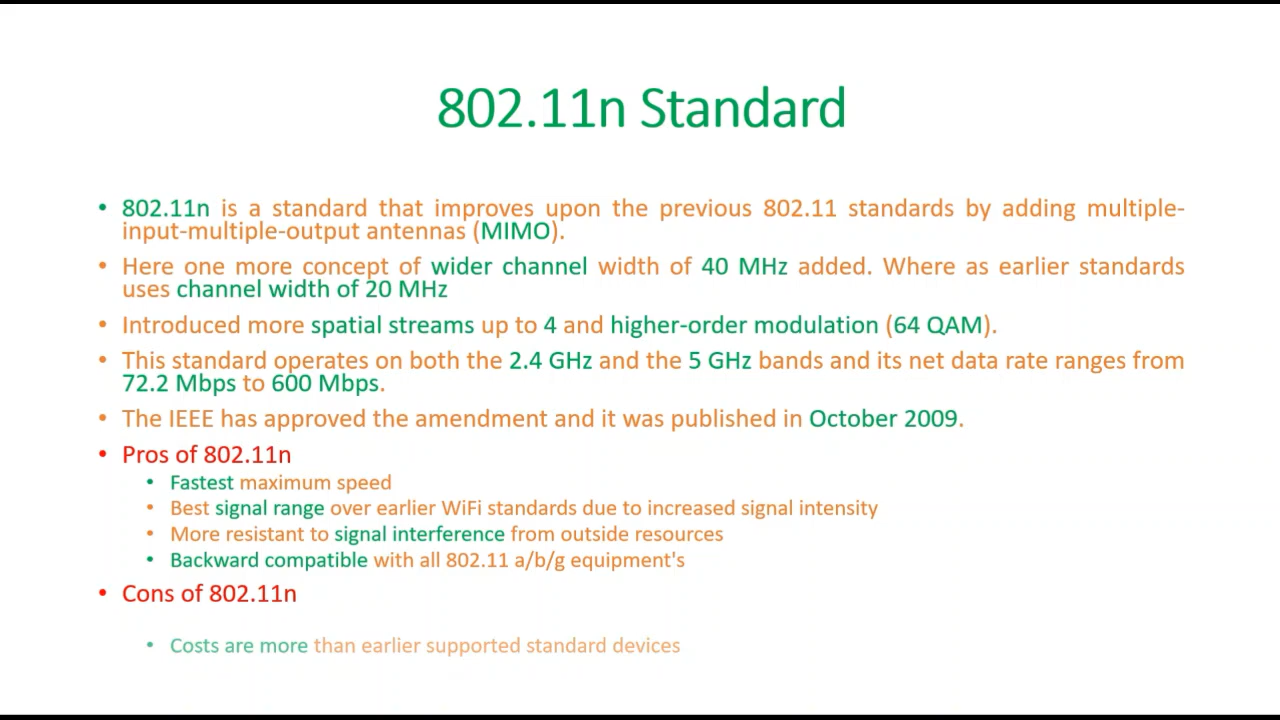 802.11n Standard
• 802.11n is a standard that improves upon the previous 802.11 standards by adding multiple-
input-multiple-output antennas (MIMO).
• Here one more concept of wider channel width of 40 MHz added. Where as earlier standards
uses channel width of 20 MHz
• Introduced more spatial streams up to 4 and higher-order modulation (64 QAM).
• This standard operates on both the 2.4 GHz and the 5 GHz bands and its net data rate ranges from
72.2 Mbps to 600 Mbps.
• The IEEE has approved the amendment and it was published in October 2009.
• Pros of 802.11n
• Fastest maximum speed
• Best signal range over earlier WiFi standards due to increased signal intensity
• More resistant to signal interference from outside resources
• Backward compatible with all 802.11 a/b/g equipment's
• Cons of 802.11n
• Costs are more than earlier supported standard devices